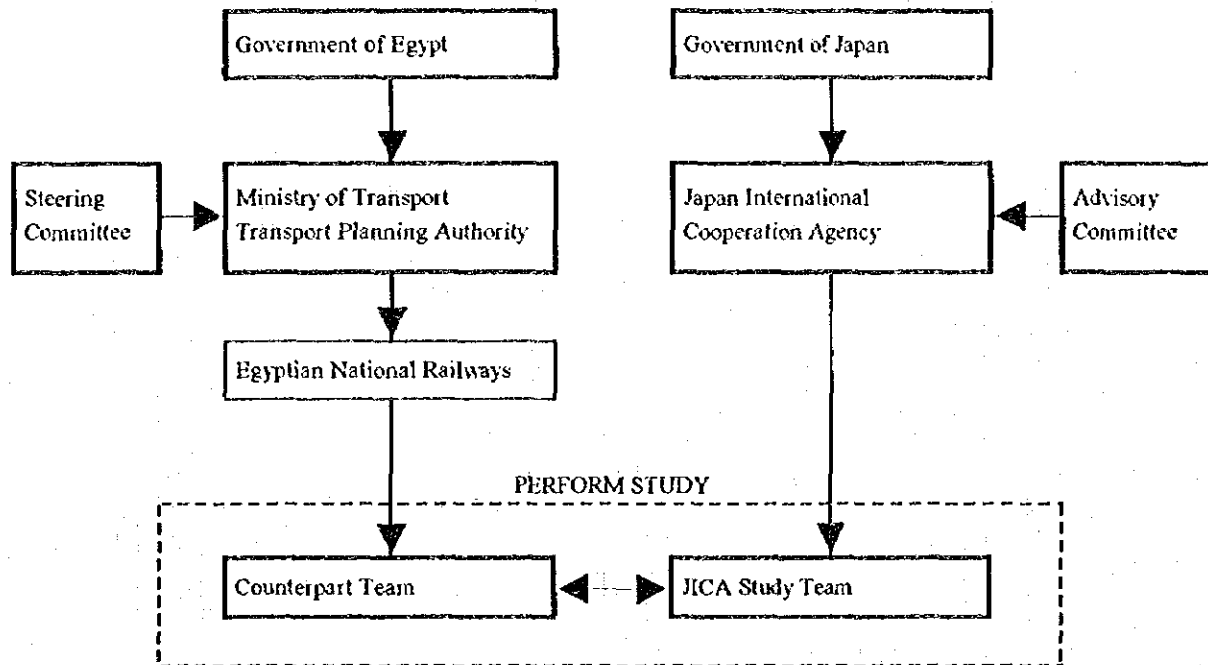 Government of Egypt
Government of Japan
Steering
Committee
Ministry of Transport
Transport Planning Authority
Japan International
Cooperation Agency
Advisory
Committee
Egyptian National Railways
PERFORM STUDY
Counterpart Team
JICA Study Team